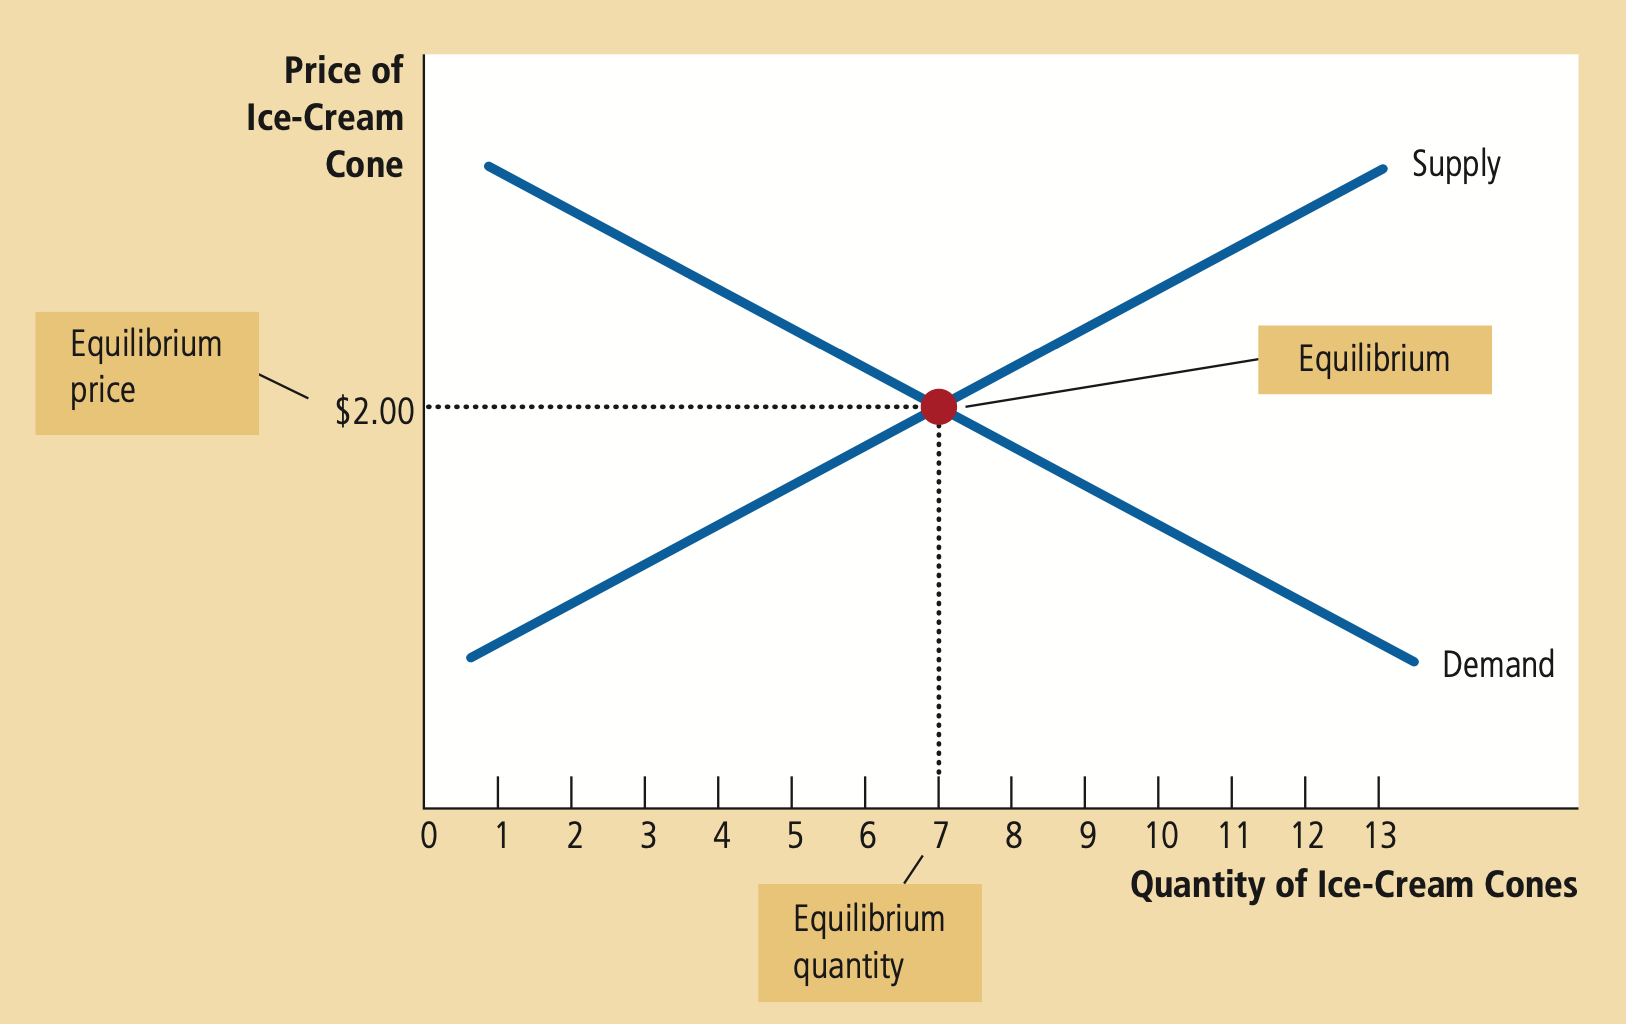 Price of
Ice-Cream
Cone
Supply
Equilibrium
price
Equilibrium
$2.00
Demand
0 1 2 3 4 5 6 7 8 9 10 11 12 13
Quantity of Ice-Cream Cones
Equilibrium
quantity